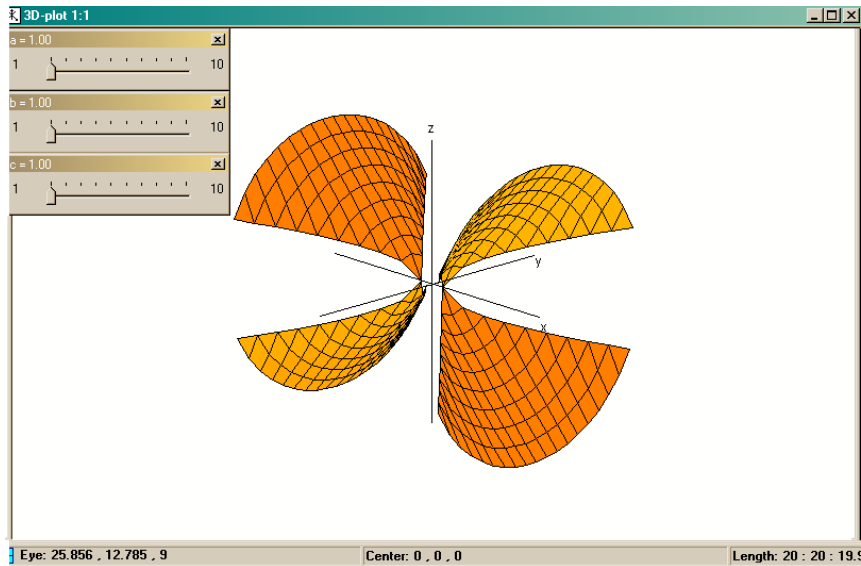 3D-plot 1:1
a = 1.00
1 10
b = 1.00
1 10
c = 1.00
1 10
z
y
x
Eye: 25.856 , 12.785 , 9 Center: 0 , 0 , 0 Length: 20 : 20 : 19.9